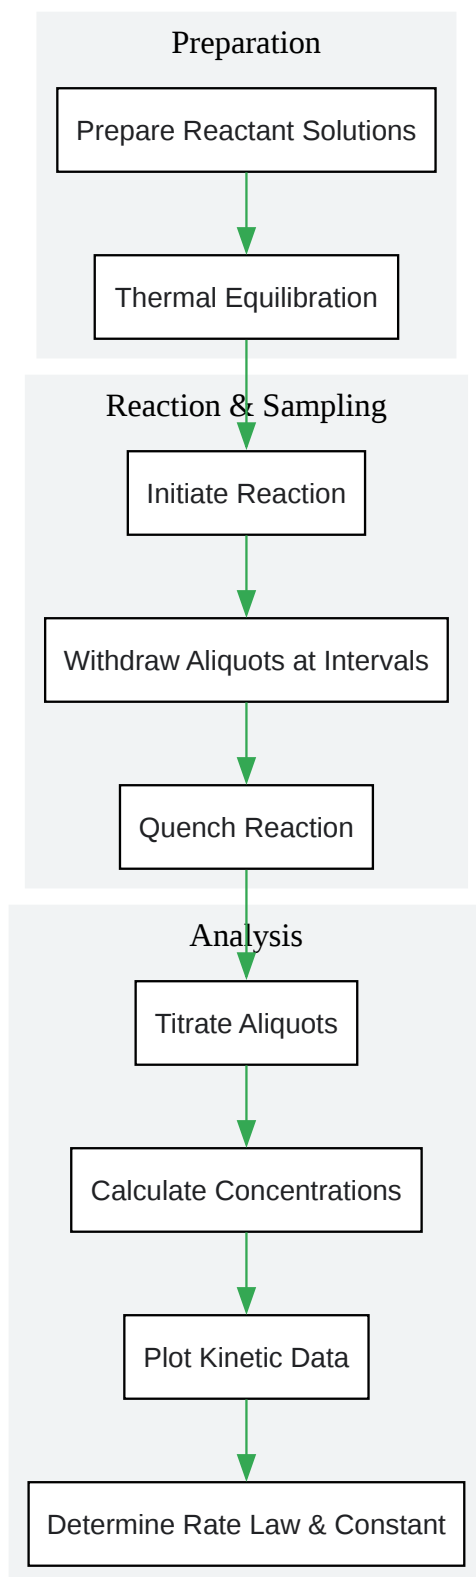 Preparation
Prepare Reactant Solutions
Thermal Equilibration
Reaction & Sampling
Initiate Reaction
Withdraw Aliquots at Intervals
Quench Reaction
Analysis
Titrate Aliquots
Calculate Concentrations
Plot Kinetic Data
Determine Rate Law & Constant